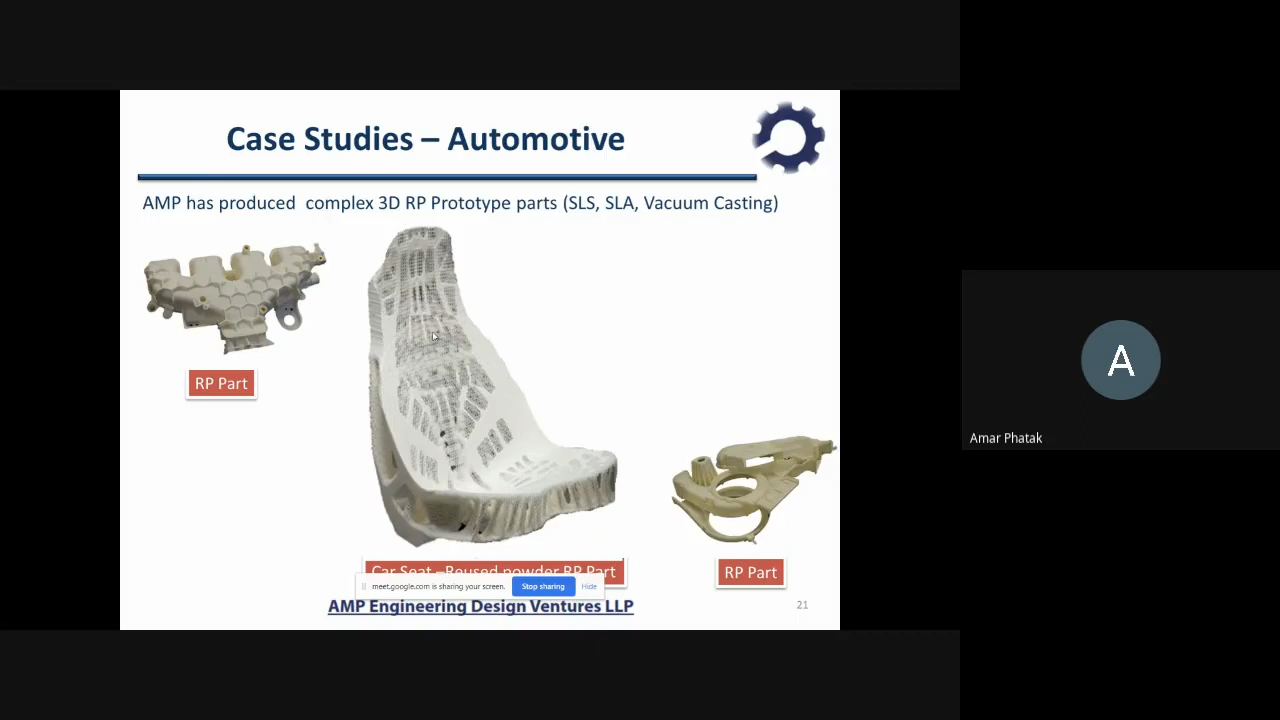 Case Studies – Automotive
AMP has produced complex 3D RP Prototype parts (SLS, SLA, Vacuum Casting)
RP Part
Car Seat –Reused powder RP Part
RP Part
meet.google.com is sharing your screen.
Stop sharing
Hide
AMP Engineering Design Ventures LLP
21
A
Amar Phatak